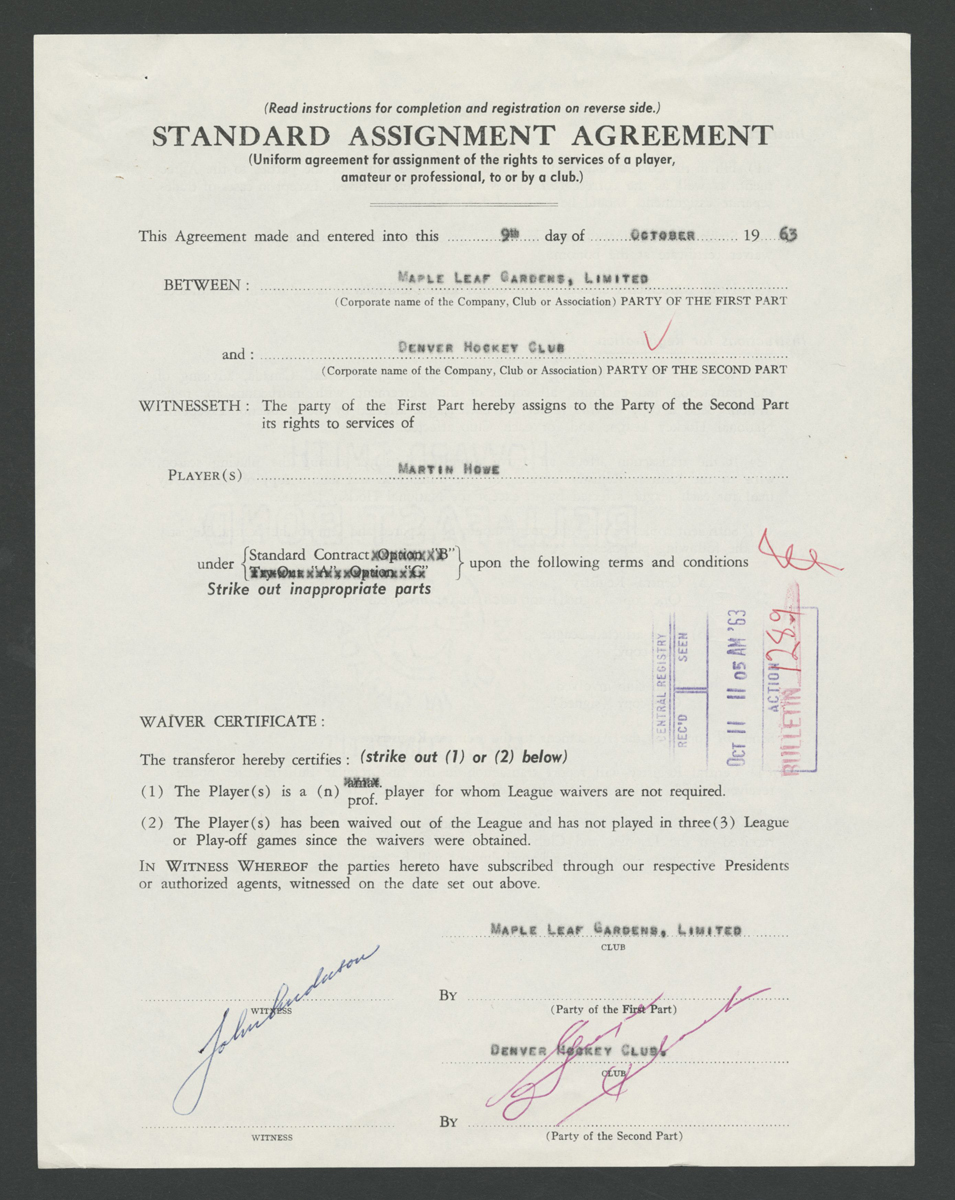 (Read instructions for completion and registration on reverse side.)
STANDARD ASSIGNMENT AGREEMENT
(Uniform agreement for assignment of the rights to services of a player,
amateur or professional, to or by a club.)
This Agreement made and entered into this 9th day of OCTOBER 19 63
BETWEEN : MAPLE LEAF GARDENS, LIMITED
(Corporate name of the Company, Club or Association) PARTY OF THE FIRST PART
and : DENVER HOCKEY CLUB
(Corporate name of the Company, Club or Association) PARTY OF THE SECOND PART
WITNESSETH : The party of the First Part hereby assigns to the Party of the Second Part
its rights to services of
PLAYER(S) MARTIN HOWE
under {Standard Contract Option "B"
Try-Out "A" Option "C"} upon the following terms and conditions
Strike out inappropriate parts
CENTRAL REGISTRY
REC'D SEEN
OCT 11 11 05 AM '63
ACTION
BULLETIN 1289
WAIVER CERTIFICATE :
The transferor hereby certifies : (strike out (1) or (2) below)
(1) The Player(s) is a (n) prof. player for whom League waivers are not required.
(2) The Player(s) has been waived out of the League and has not played in three(3) League
or Play-off games since the waivers were obtained.
IN WITNESS WHEREOF the parties hereto have subscribed through our respective Presidents
or authorized agents, witnessed on the date set out above.
MAPLE LEAF GARDENS, LIMITED
CLUB
John Anderson
WITNESS
BY
(Party of the First Part)
DENVER HOCKEY CLUB.
CLUB
BY
WITNESS
(Party of the Second Part)